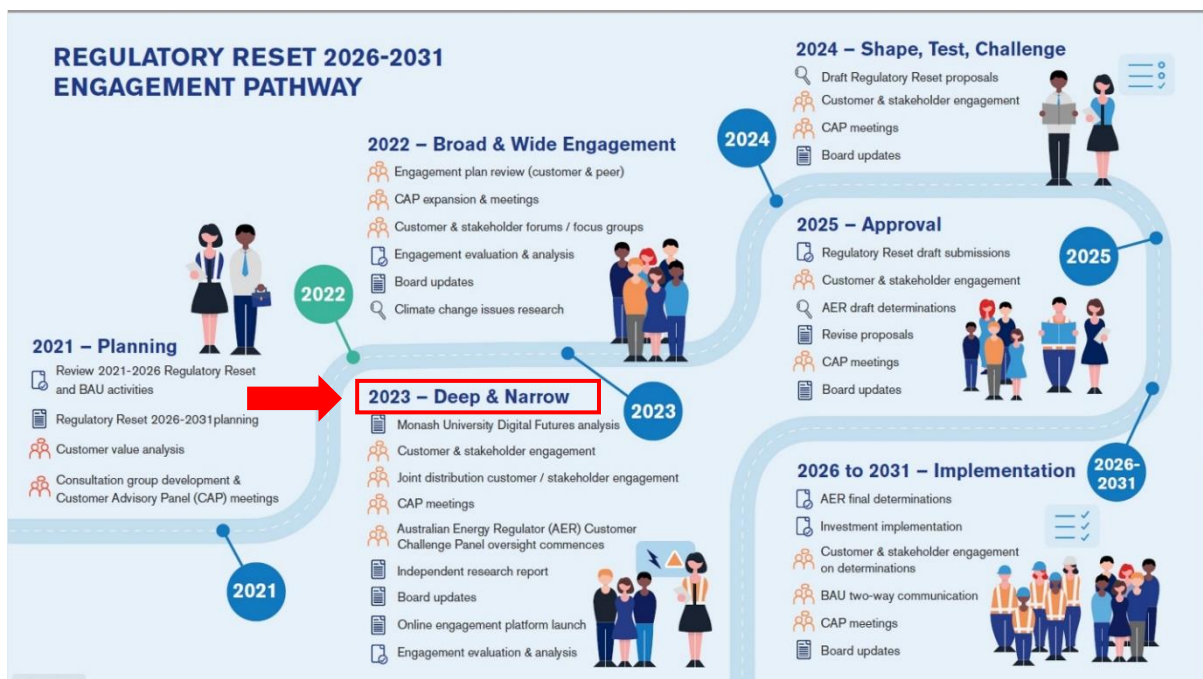 REGULATORY RESET 2026-2031
ENGAGEMENT PATHWAY
2021 – Planning
Review 2021-2026 Regulatory Reset
and BAU activities
Regulatory Reset 2026-2031planning
Customer value analysis
Consultation group development &
Customer Advisory Panel (CAP) meetings
2021
2022
2022 – Broad & Wide Engagement
Engagement plan review (customer & peer)
CAP expansion & meetings
Customer & stakeholder forums / focus groups
Engagement evaluation & analysis
Board updates
Climate change issues research
2023 – Deep & Narrow
Monash University Digital Futures analysis
Customer & stakeholder engagement
Joint distribution customer / stakeholder engagement
CAP meetings
Australian Energy Regulator (AER) Customer
Challenge Panel oversight commences
Independent research report
Board updates
Online engagement platform launch
Engagement evaluation & analysis
2023
2024
2024 – Shape, Test, Challenge
Draft Regulatory Reset proposals
Customer & stakeholder engagement
CAP meetings
Board updates
2025 – Approval
Regulatory Reset draft submissions
Customer & stakeholder engagement
AER draft determinations
Revise proposals
CAP meetings
Board updates
2025
2026 to 2031 – Implementation
AER final determinations
Investment implementation
Customer & stakeholder engagement
on determinations
BAU two-way communication
CAP meetings
Board updates
2026-
2031